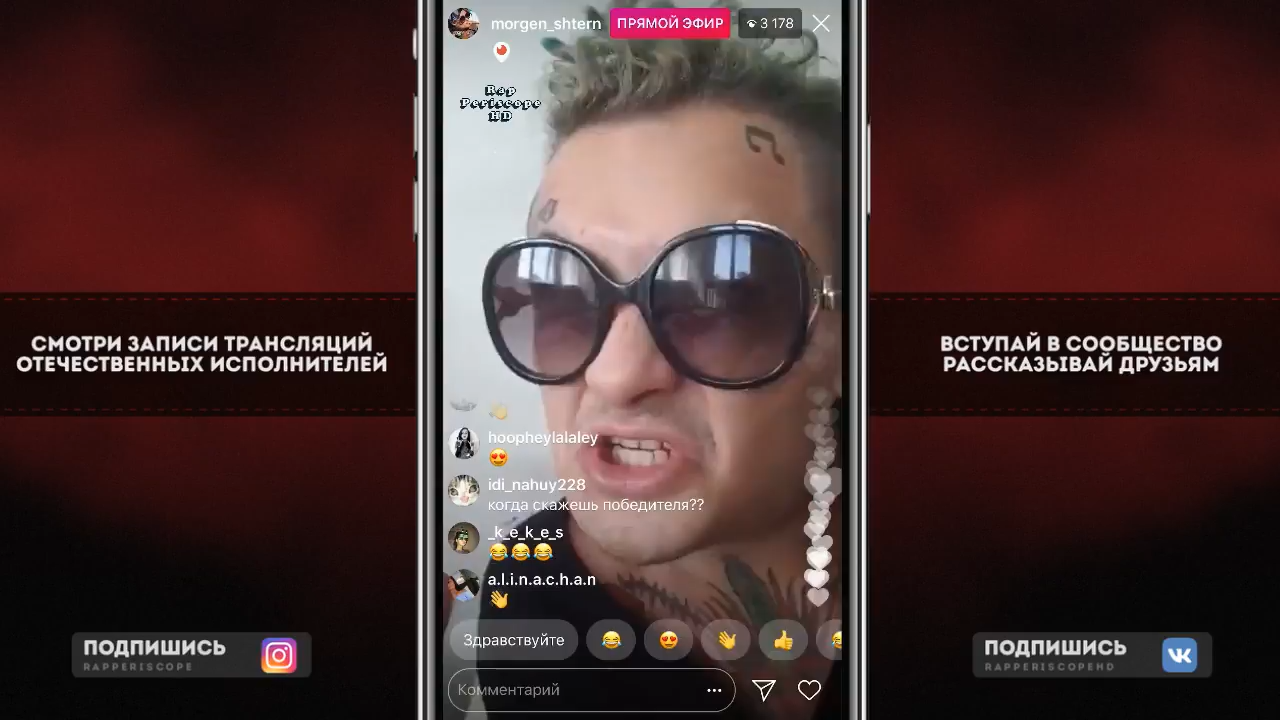 morgen_shtern
ПРЯМОЙ ЭФИР
3 178
Rap
Periscope
HD
СМОТРИ ЗАПИСИ ТРАНСЛЯЦИЙ
ОТЕЧЕСТВЕННЫХ ИСПОЛНИТЕЛЕЙ
ВСТУПАЙ В СООБЩЕСТВО
РАССКАЗЫВАЙ ДРУЗЬЯМ
👋
hoopheylalaley
😍
idi_nahuy228
когда скажешь победителя??
_k_e_k_e_s
😂😂😂
a.l.i.n.a.c.h.a.n
👋
Здравствуйте 😂 😍 👋 👍 😂
Комментарий
ПОДПИШИСЬ
RAPPERISCOPE
ПОДПИШИСЬ
RAPPERISCOPEHD